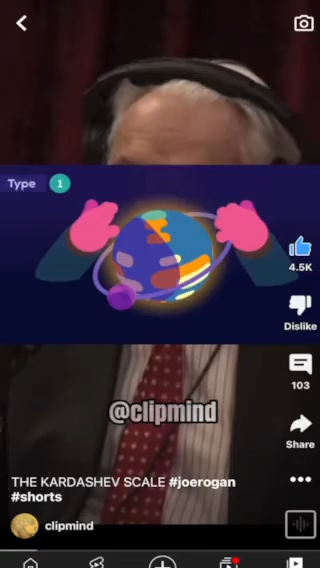 Type 1
4.5K
Dislike
103
Share
@clipmind
THE KARDASHEV SCALE #joerogan
#shorts
clipmind